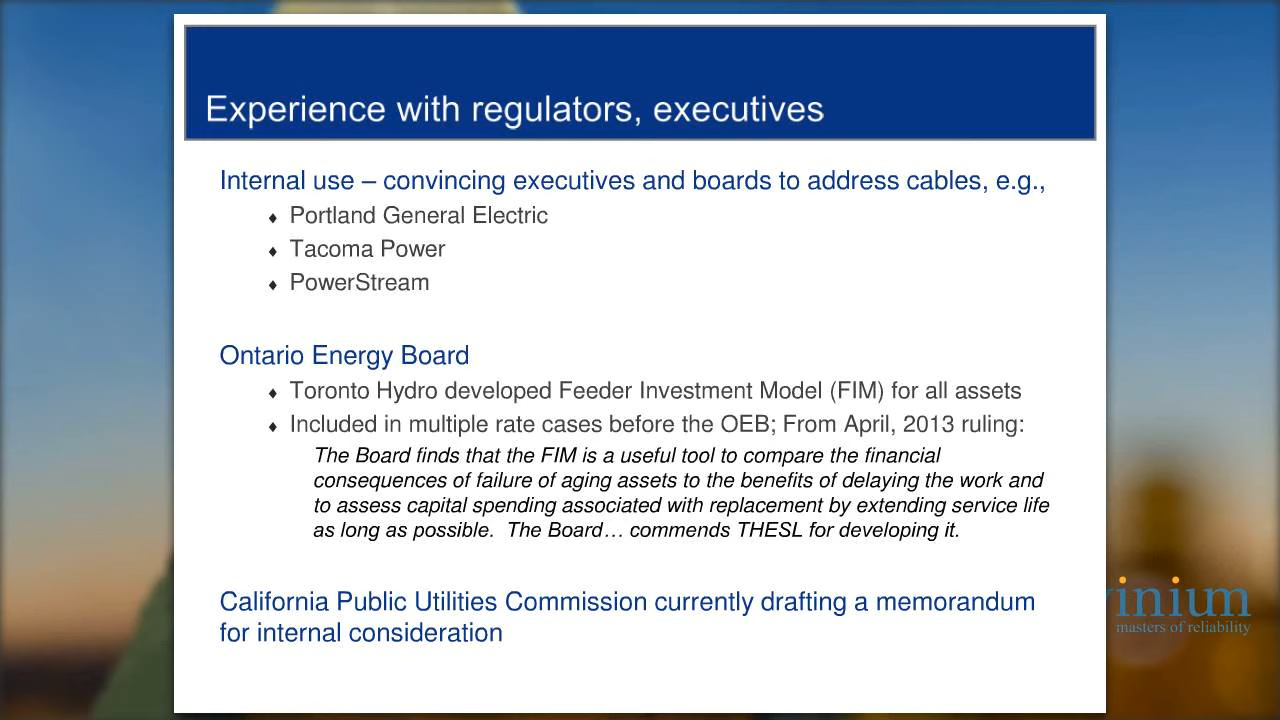 Experience with regulators, executives
Internal use – convincing executives and boards to address cables, e.g.,
♦ Portland General Electric
♦ Tacoma Power
♦ PowerStream
Ontario Energy Board
♦ Toronto Hydro developed Feeder Investment Model (FIM) for all assets
♦ Included in multiple rate cases before the OEB; From April, 2013 ruling:
The Board finds that the FIM is a useful tool to compare the financial
consequences of failure of aging assets to the benefits of delaying the work and
to assess capital spending associated with replacement by extending service life
as long as possible. The Board… commends THESL for developing it.
California Public Utilities Commission currently drafting a memorandum
for internal consideration
vinium
masters of reliability